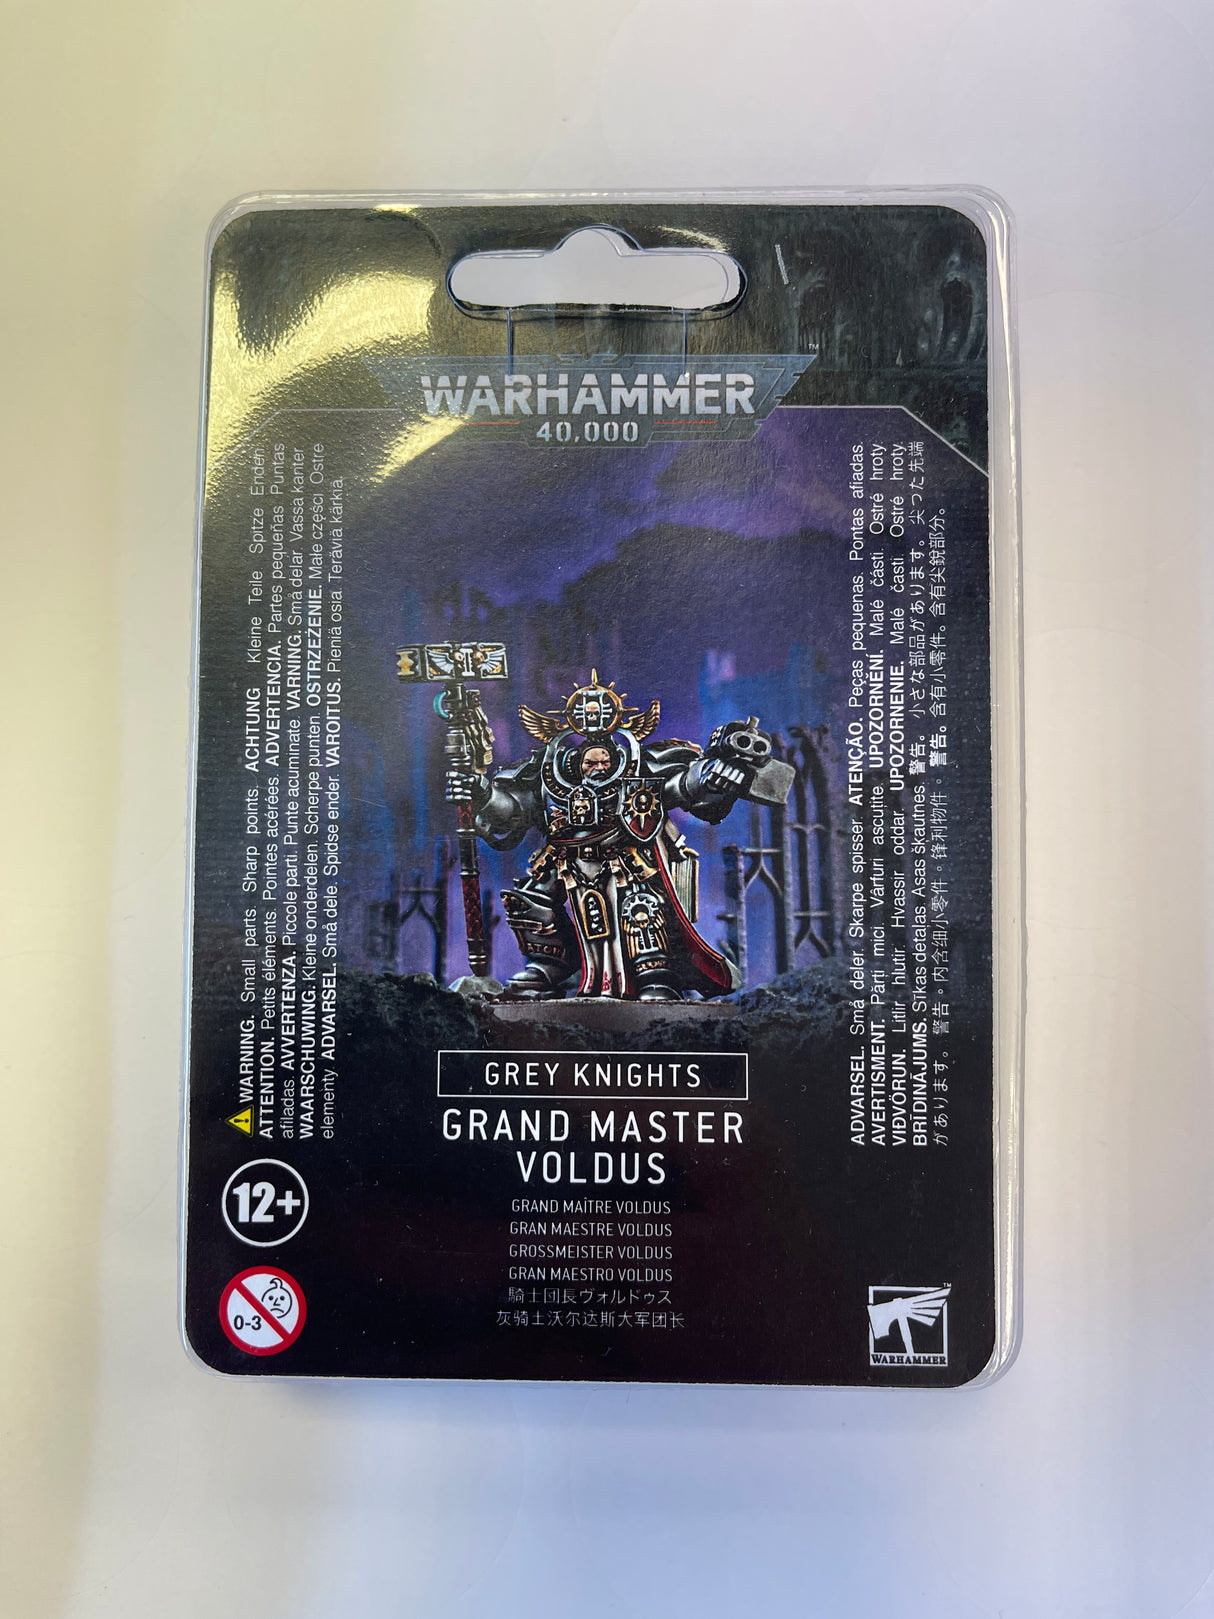 WARHAMMER
™
40,000
WARNING. Small parts. Sharp points. ACHTUNG Kleine Teile Spitze Enden
ATTENTION. Petits éléments. Pointes acérées. ADVERTENCIA. Partes pequeñas Puntas
afiladas. AVVERTENZA. Piccole parti. Punte acuminate. VARNING. Små delar Vassa kanter
WAARSCHUWING. Kleine onderdelen. Scherpe punten. OSTRZEŻENIE. Małe części Ostre
elementy. ADVARSEL. Små dele. Spidse ender. VAROITUS. Pieniä osia. Teräviä kärkiä.
ADVARSEL. Små deler. Skarpe spisser. ATENÇÃO. Peças pequenas. Pontas afiadas.
AVERTISMENT. Părți mici. Vârfuri ascuțite. UPOZORNĚNÍ. Malé části Ostré hroty.
VIÐVÖRUN. Litlir hlutir Hvassir oddar UPOZORNENIE. Malé časti Ostré hroty.
BRĪDINĀJUMS. Sīkas detaļas Asas šķautnes. 警告。小さな部品があります。尖った先端
があります。警告。内含细小零件。锋利物件。警告。含有小零件。含有尖銳部分。
GREY KNIGHTS
GRAND MASTER
VOLDUS
GRAND MAÎTRE VOLDUS
GRAN MAESTRE VOLDUS
GROSSMEISTER VOLDUS
GRAN MAESTRO VOLDUS
騎士団長ヴォルドゥス
灰骑士沃尔达斯大军团长
12+
0-3
™
WARHAMMER